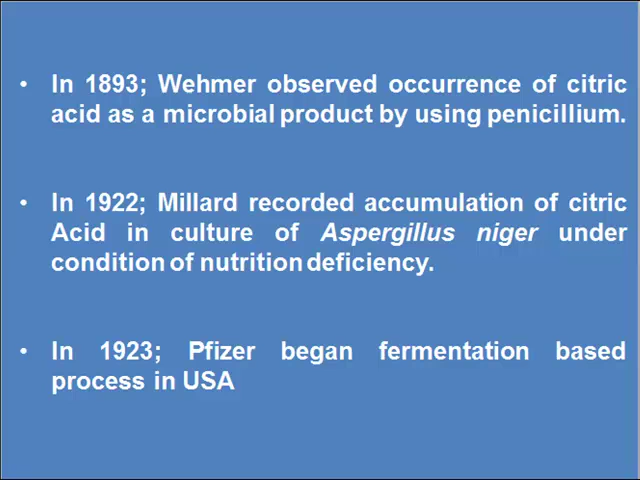 • In 1893; Wehmer observed occurrence of citric
acid as a microbial product by using penicillium.
• In 1922; Millard recorded accumulation of citric
Acid in culture of Aspergillus niger under
condition of nutrition deficiency.
• In 1923; Pfizer began fermentation based
process in USA